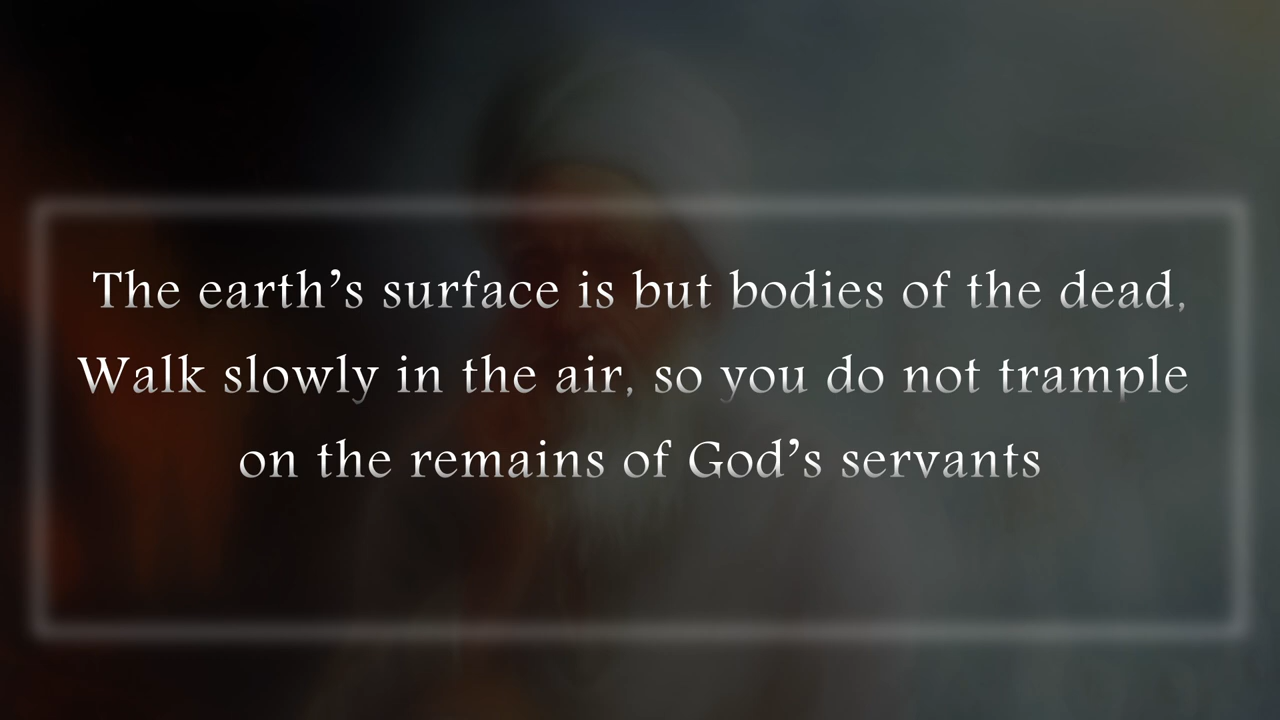 The earth's surface is but bodies of the dead,
Walk slowly in the air, so you do not trample
on the remains of God's servants